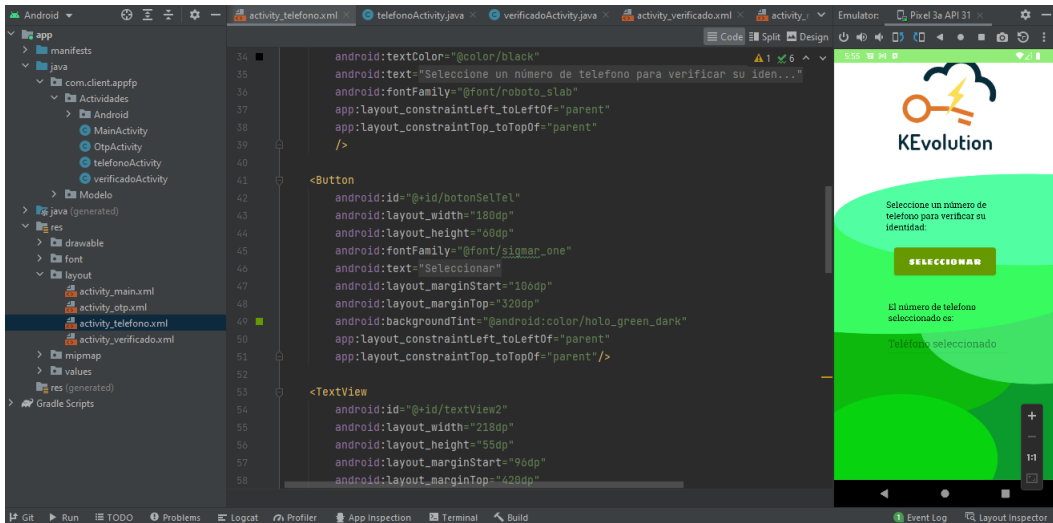 Android
activity_telefono.xml
telefonoActivity.java
verificadoActivity.java
activity_verificado.xml
activity_
Emulator:
Pixel 3a API 31
app
manifests
java
com.client.appfp
Actividades
Android
MainActivity
OtpActivity
telefonoActivity
verificadoActivity
Modelo
java (generated)
res
drawable
font
layout
activity_main.xml
activity_otp.xml
activity_telefono.xml
activity_verificado.xml
mipmap
values
res (generated)
Gradle Scripts
Code
Split
Design
1
6
34 android:textColor="@color/black"
35 android:text="Seleccione un número de telefono para verificar su iden..."
36 android:fontFamily="@font/roboto_slab"
37 app:layout_constraintLeft_toLeftOf="parent"
38 app:layout_constraintTop_toTopOf="parent"
39 />
40
41 <Button
42 android:id="@+id/botonSelTel"
43 android:layout_width="180dp"
44 android:layout_height="60dp"
45 android:fontFamily="@font/sigmar_one"
46 android:text="Seleccionar"
47 android:layout_marginStart="106dp"
48 android:layout_marginTop="320dp"
49 android:backgroundTint="@android:color/holo_green_dark"
50 app:layout_constraintLeft_toLeftOf="parent"
51 app:layout_constraintTop_toTopOf="parent"/>
52
53 <TextView
54 android:id="@+id/textView2"
55 android:layout_width="218dp"
56 android:layout_height="55dp"
57 android:layout_marginStart="96dp"
58 android:layout_marginTop="420dp"
5:55
KEvolution
Seleccione un número de
telefono para verificar su
identidad:
SELECCIONAR
El número de telefono
seleccionado es:
Teléfono seleccionado
1:1
Git
Run
TODO
Problems
Logcat
Profiler
App Inspection
Terminal
Build
1 Event Log
Layout Inspector